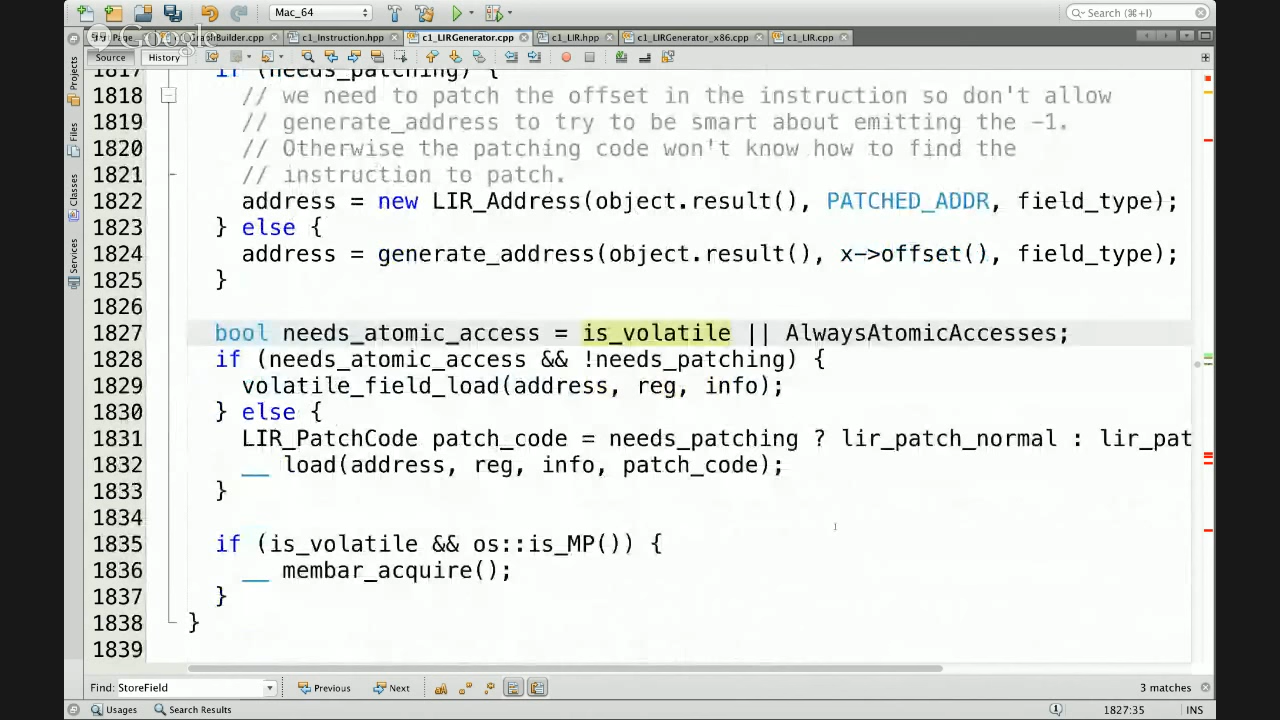 Mac_64
Search (⌘+I)
Google
GraphBuilder.cpp
c1_Instruction.hpp
c1_LIRGenerator.cpp
c1_LIR.hpp
c1_LIRGenerator_x86.cpp
c1_LIR.cpp
Source
History
Projects
Files
Classes
Services
1817 if (needs_patching) {
1818 // we need to patch the offset in the instruction so don't allow
1819 // generate_address to try to be smart about emitting the -1.
1820 // Otherwise the patching code won't know how to find the
1821 // instruction to patch.
1822 address = new LIR_Address(object.result(), PATCHED_ADDR, field_type);
1823 } else {
1824 address = generate_address(object.result(), x->offset(), field_type);
1825 }
1826
1827 bool needs_atomic_access = is_volatile || AlwaysAtomicAccesses;
1828 if (needs_atomic_access && !needs_patching) {
1829 volatile_field_load(address, reg, info);
1830 } else {
1831 LIR_PatchCode patch_code = needs_patching ? lir_patch_normal : lir_pat
1832 __ load(address, reg, info, patch_code);
1833 }
1834
1835 if (is_volatile && os::is_MP()) {
1836 __ membar_acquire();
1837 }
1838 }
1839
Find: StoreField
Previous
Next
3 matches
Usages
Search Results
1827:35
INS